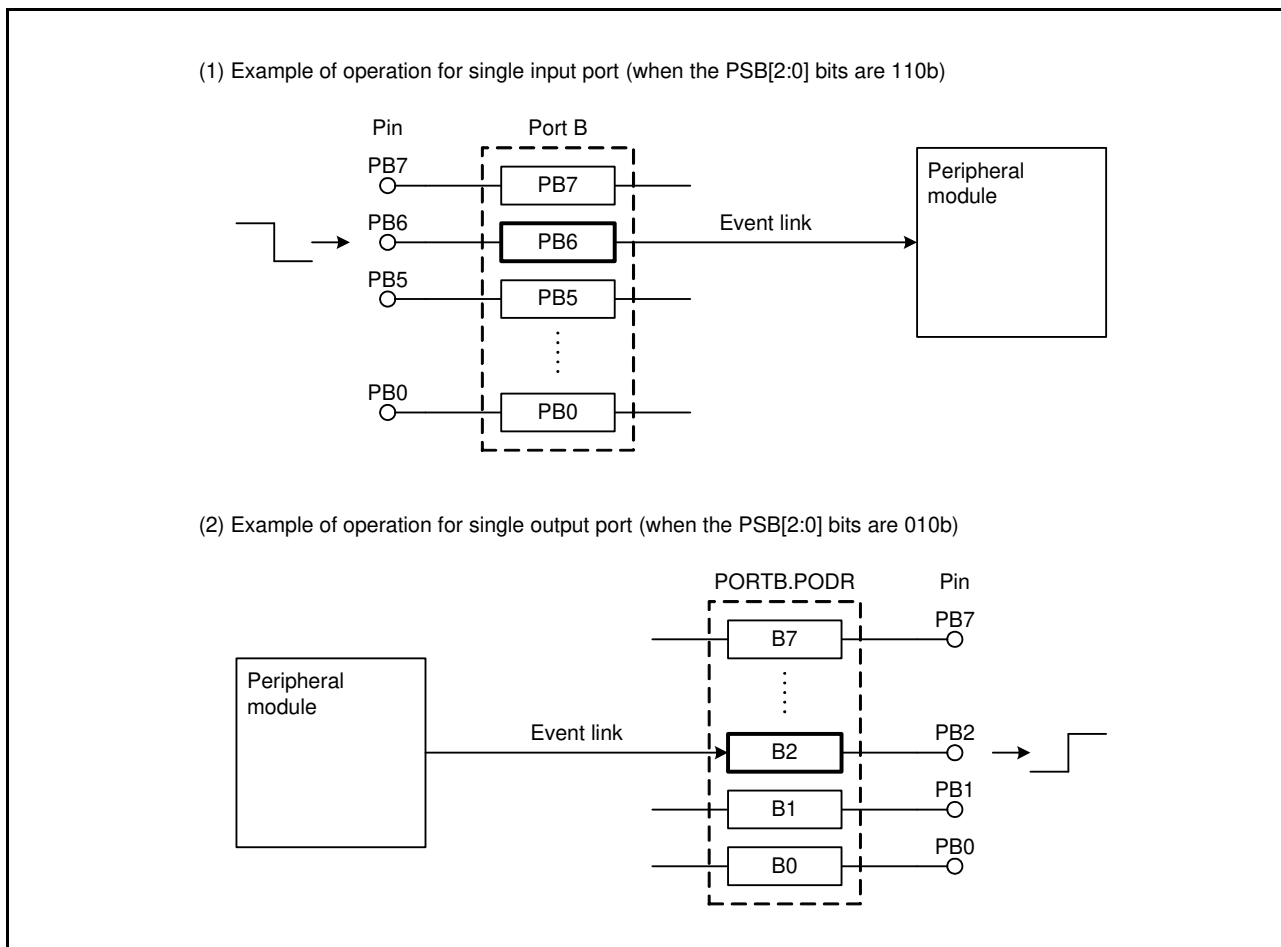 (1) Example of operation for single input port (when the PSB[2:0] bits are 110b)
Pin
Port B
PB7
PB7
Peripheral
module
PB6
PB6
Event link
PB5
PB5
PB0
PB0
(2) Example of operation for single output port (when the PSB[2:0] bits are 010b)
PORTB.PODR
Pin
B7
PB7
Peripheral
module
Event link
B2
PB2
B1
PB1
B0
PB0